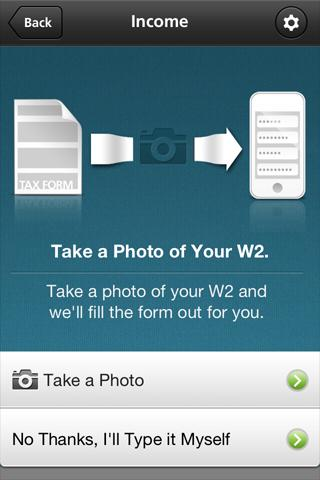 Back
Income
TAX FORM
Take a Photo of Your W2.
Take a photo of your W2 and
we'll fill the form out for you.
Take a Photo
No Thanks, I'll Type it Myself